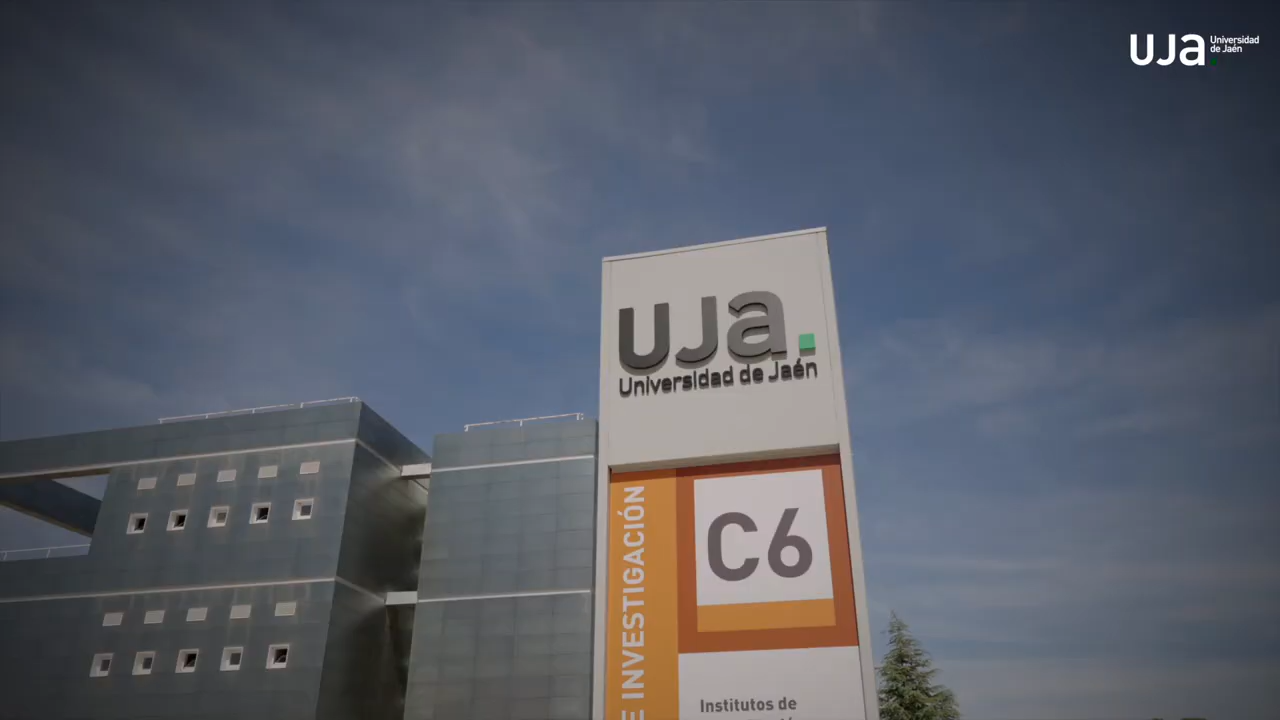 UJa.
Universidad
de Jaén
UJa.
Universidad de Jaén
E INVESTIGACIÓN
C6
Institutos de